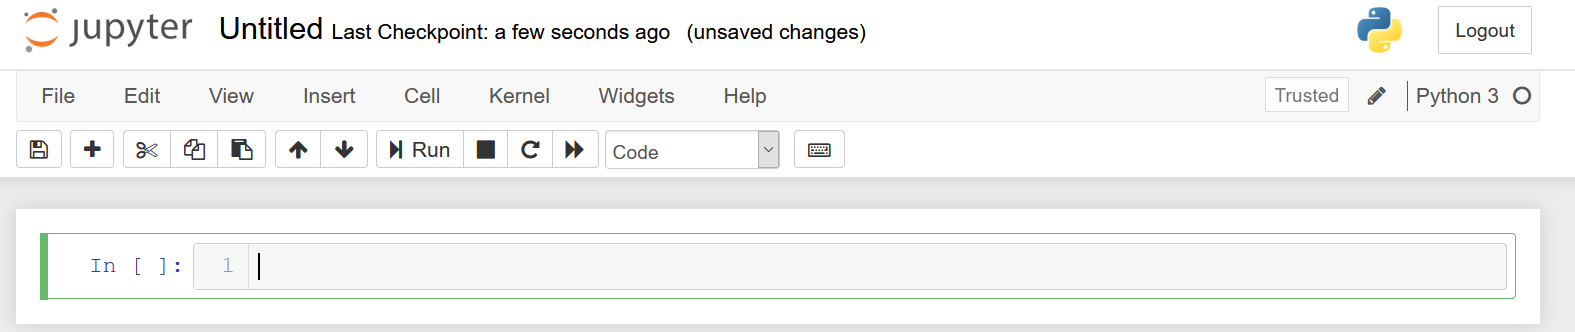 jupyter Untitled Last Checkpoint: a few seconds ago (unsaved changes) Logout
File Edit View Insert Cell Kernel Widgets Help Trusted Python 3
Run Code
In [ ]: 1